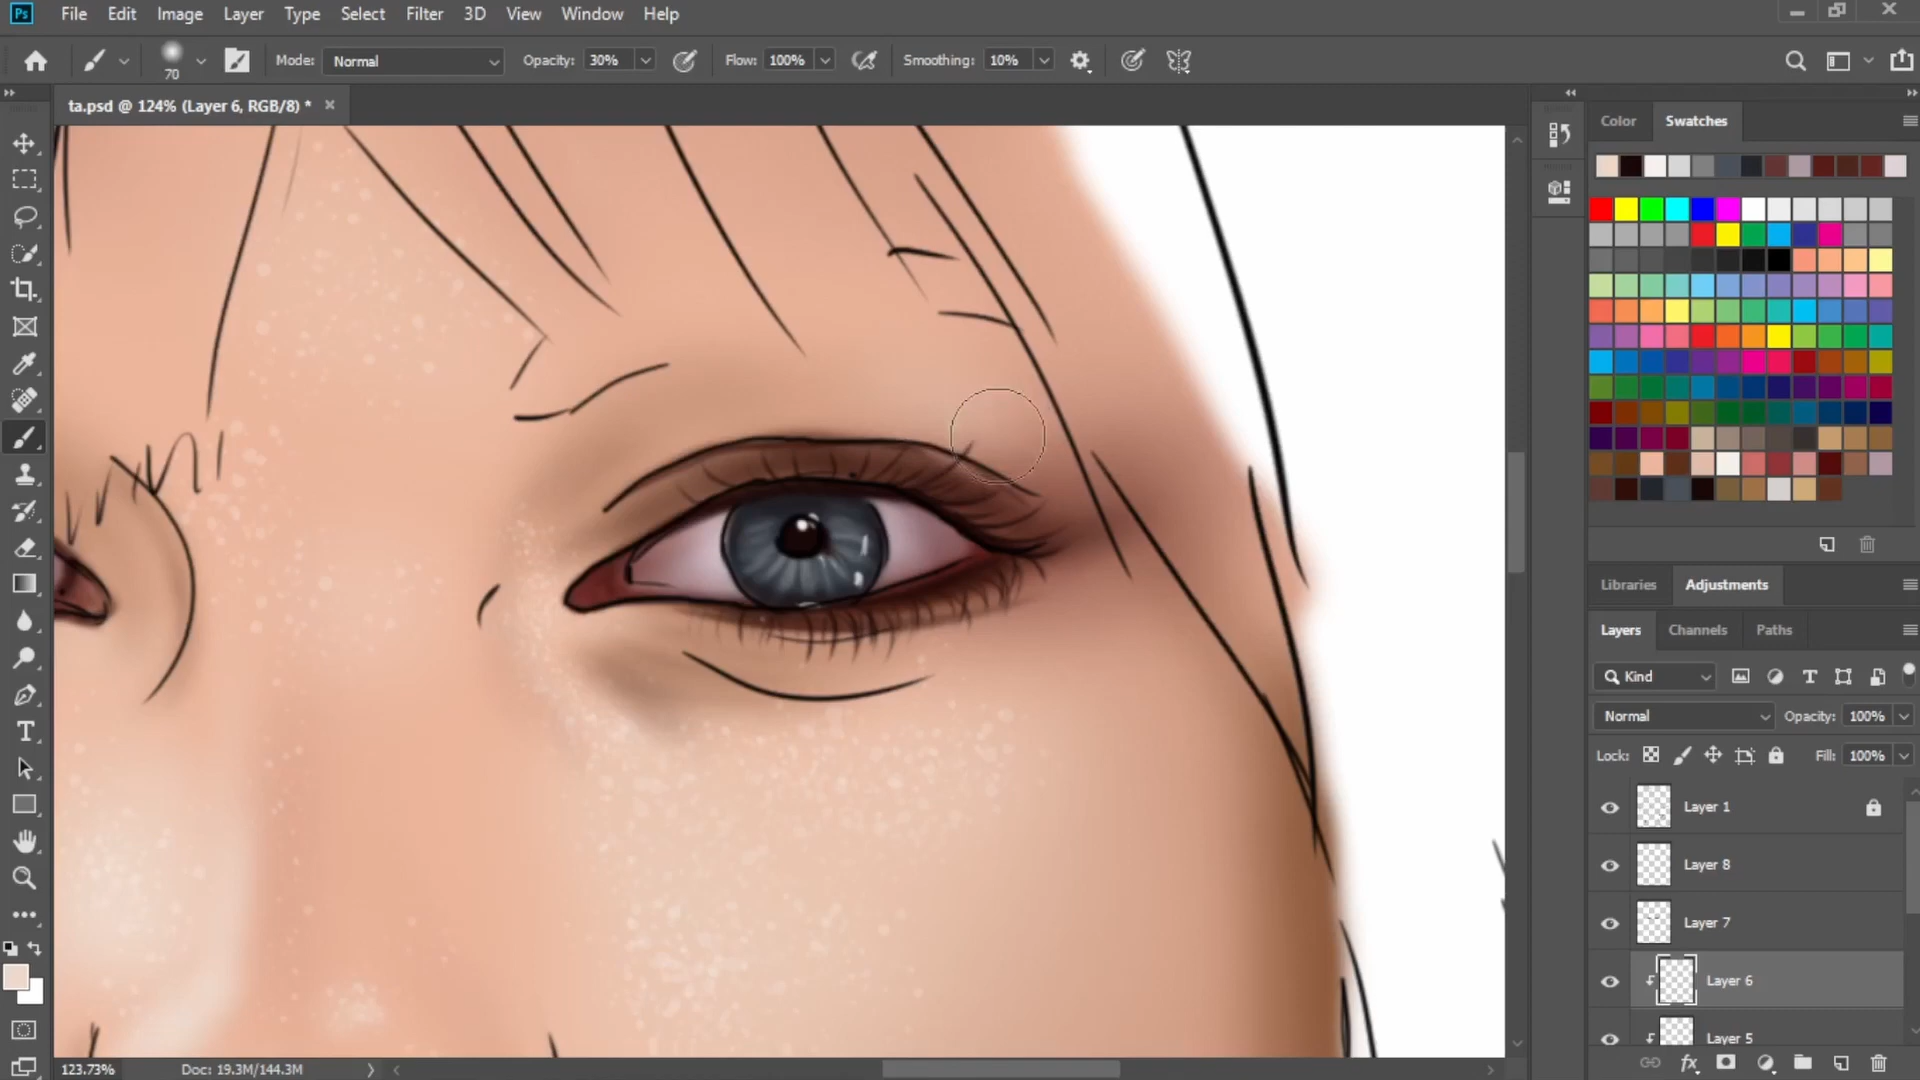 Ps File Edit Image Layer Type Select Filter 3D View Window Help
70 Mode: Normal Opacity: 30% Flow: 100% Smoothing: 10%
ta.psd @ 124% (Layer 6, RGB/8) *
Color Swatches
Libraries Adjustments
Layers Channels Paths
Kind
Normal Opacity: 100%
Lock: Fill: 100%
Layer 1
Layer 8
Layer 7
Layer 6
Layer 5
fx
123.73% Doc: 19.3M/144.3M